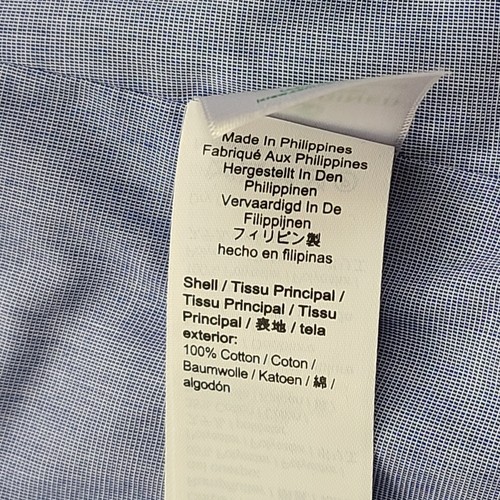 Made In Philippines
Fabriqué Aux Philippines
Hergestellt In Den
Philippinen
Vervaardigd In De
Filippijnen
フィリピン製
hecho en filipinas
Shell / Tissu Principal /
Tissu Principal / Tissu
Principal / 表地 / tela
exterior:
100% Cotton / Coton /
Baumwolle / Katoen / 綿 /
algodón